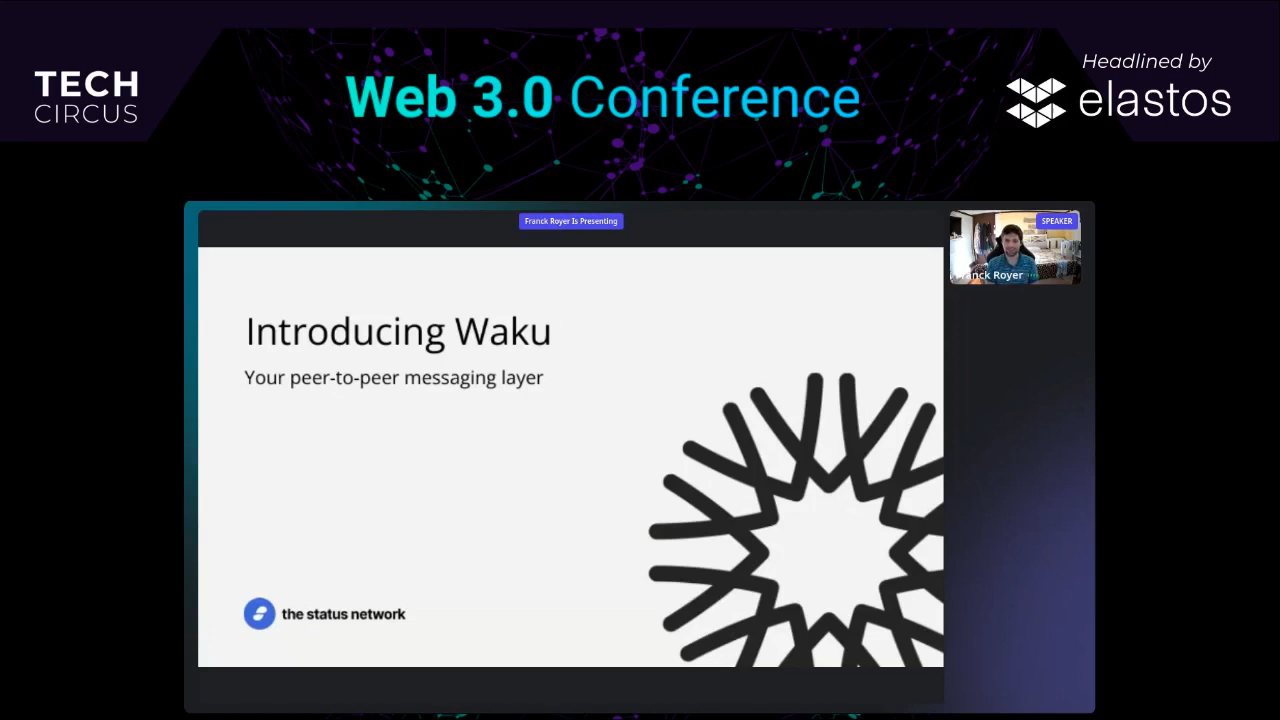 TECH
CIRCUS
Web 3.0 Conference
Headlined by
elastos
Franck Royer Is Presenting
SPEAKER
Franck Royer
Introducing Waku
Your peer-to-peer messaging layer
the status network